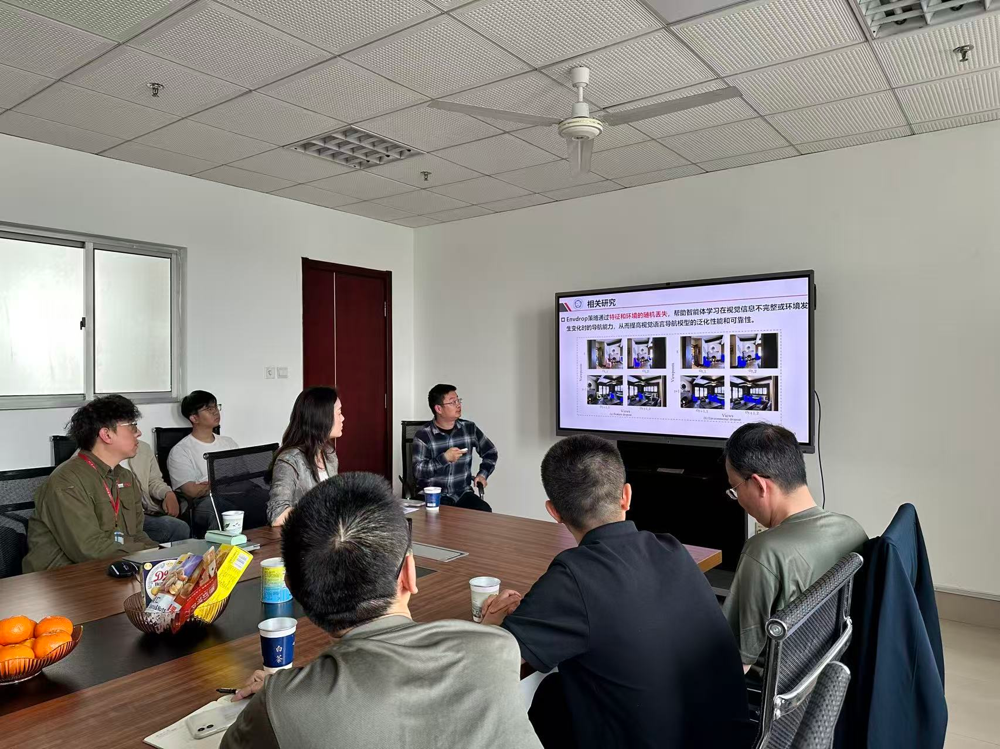 相关研究
Envdrop策略通过特征和环境的随机丢失，帮助智能体学习在视觉信息不完整或环境发
生变化时的导航能力，从而提高视觉语言导航模型的泛化性能和可靠性。
Viewpoints
t
t+1
o_{t,1}
o_{t,2}
o_{t+1,1}
o_{t+1,2}
Views
(a) Feature dropout
Viewpoints
t
t+1
o_{t,1}
o_{t,2}
o_{t+1,1}
o_{t+1,2}
Views
(b) Environmental dropout
白茶